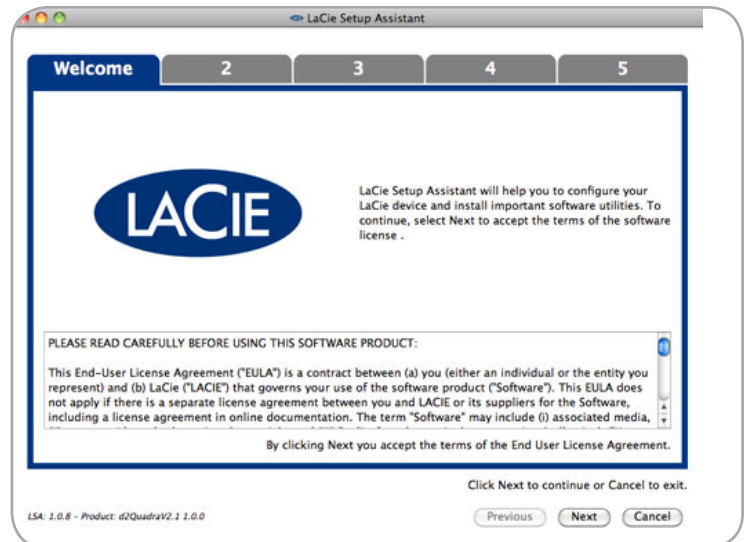 LaCie Setup Assistant
Welcome 2 3 4 5
LACIE
LaCie Setup Assistant will help you to configure your
LaCie device and install important software utilities. To
continue, select Next to accept the terms of the software
license .
PLEASE READ CAREFULLY BEFORE USING THIS SOFTWARE PRODUCT:
This End-User License Agreement ("EULA") is a contract between (a) you (either an individual or the entity you
represent) and (b) LaCie ("LACIE") that governs your use of the software product ("Software"). This EULA does
not apply if there is a separate license agreement between you and LACIE or its suppliers for the Software,
including a license agreement in online documentation. The term "Software" may include (i) associated media,
By clicking Next you accept the terms of the End User License Agreement.
Click Next to continue or Cancel to exit.
LSA: 1.0.8 - Product: d2QuadraV2.1 1.0.0
Previous Next Cancel